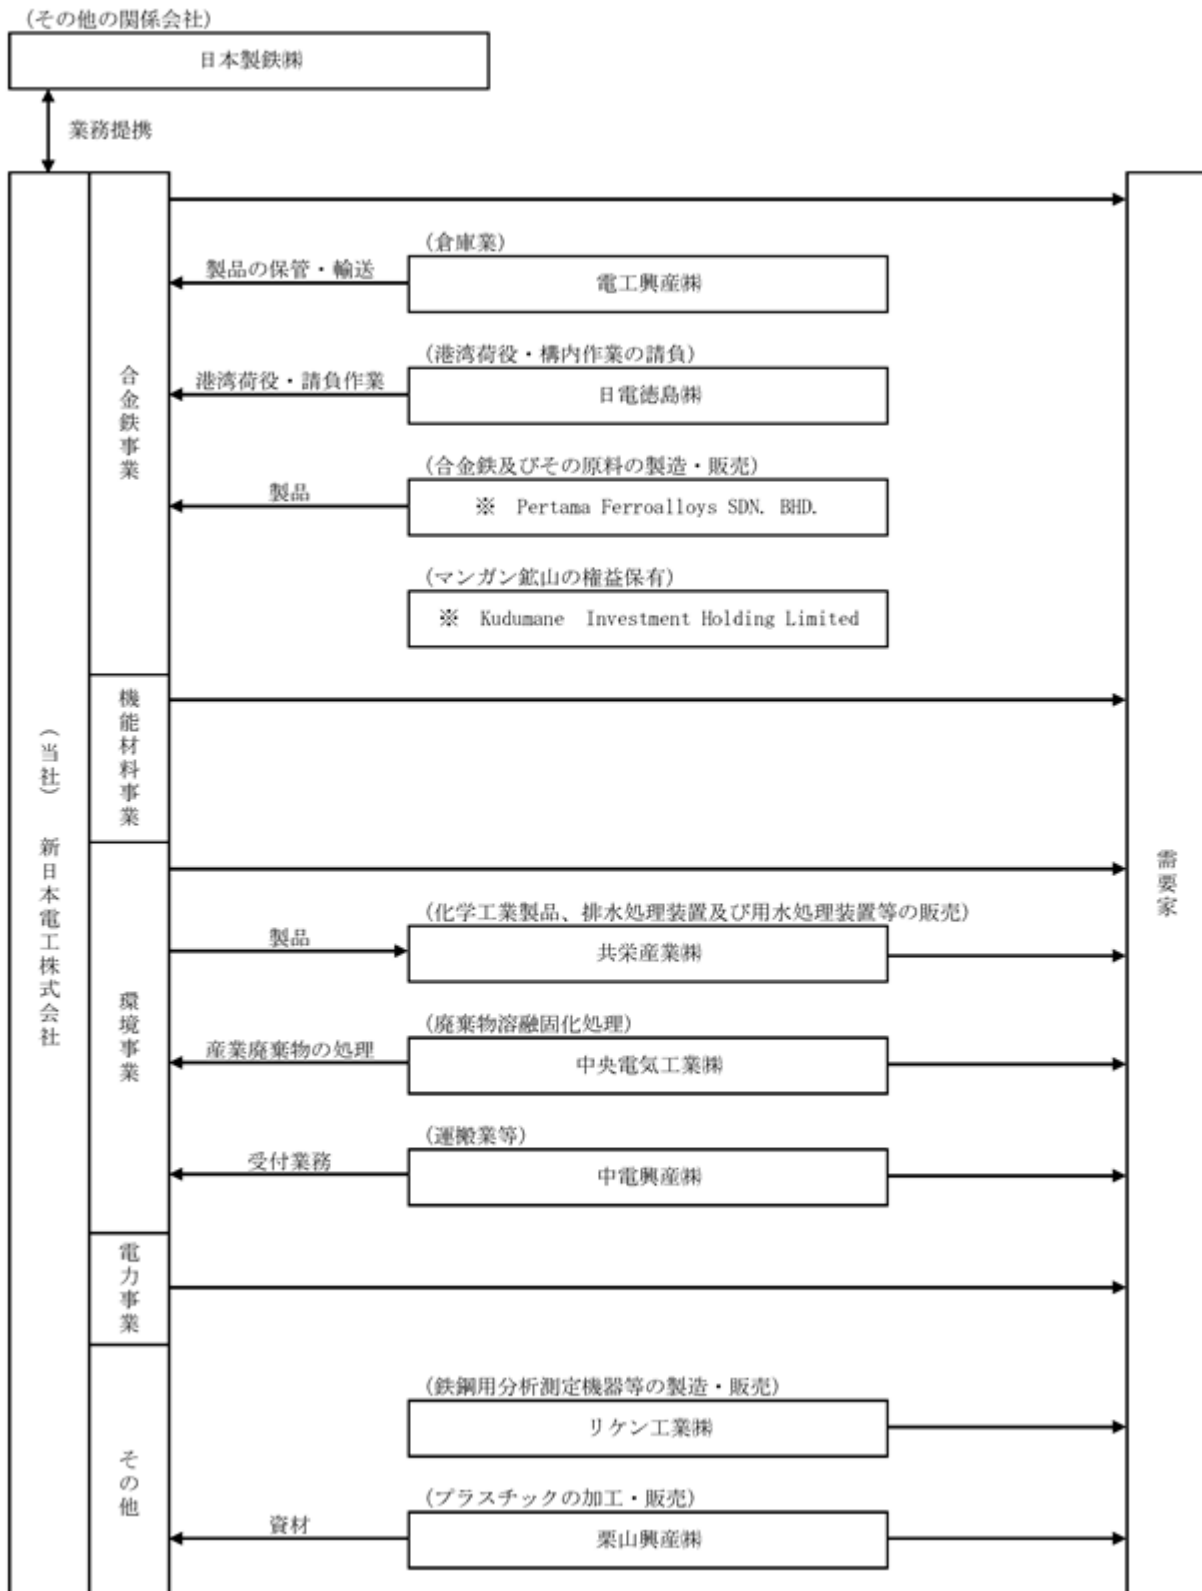 (その他の関係会社)
日本製鉄㈱
業務提携
(当社) 新日本電工株式会社
合金鉄事業
(倉庫業)
製品の保管・輸送
電工興産㈱
(港湾荷役・構内作業の請負)
港湾荷役・請負作業
日電徳島㈱
(合金鉄及びその原料の製造・販売)
製品
※ Pertama Ferroalloys SDN. BHD.
(マンガン鉱山の権益保有)
※ Kudumane Investment Holding Limited
機能材料事業
環境事業
(化学工業製品、排水処理装置及び用水処理装置等の販売)
製品
共栄産業㈱
(廃棄物溶融固化処理)
産業廃棄物の処理
中央電気工業㈱
(運搬業等)
受付業務
中電興産㈱
電力事業
その他
(鉄鋼用分析測定機器等の製造・販売)
リケン工業㈱
(プラスチックの加工・販売)
資材
栗山興産㈱
需要家